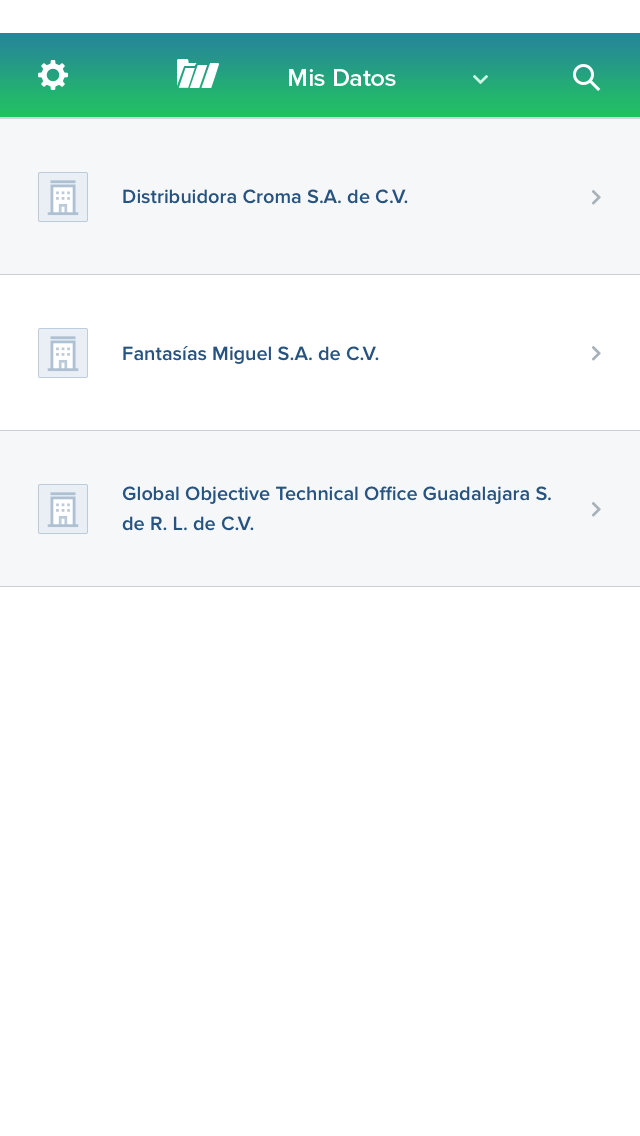 Mis Datos
Distribuidora Croma S.A. de C.V.
Fantasías Miguel S.A. de C.V.
Global Objective Technical Office Guadalajara S.
de R. L. de C.V.